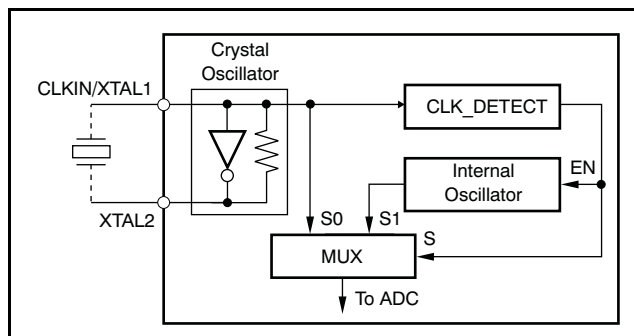 Crystal
Oscillator
CLKIN/XTAL1
CLK_DETECT
Internal
Oscillator
EN
XTAL2
S0
S1
S
MUX
To ADC